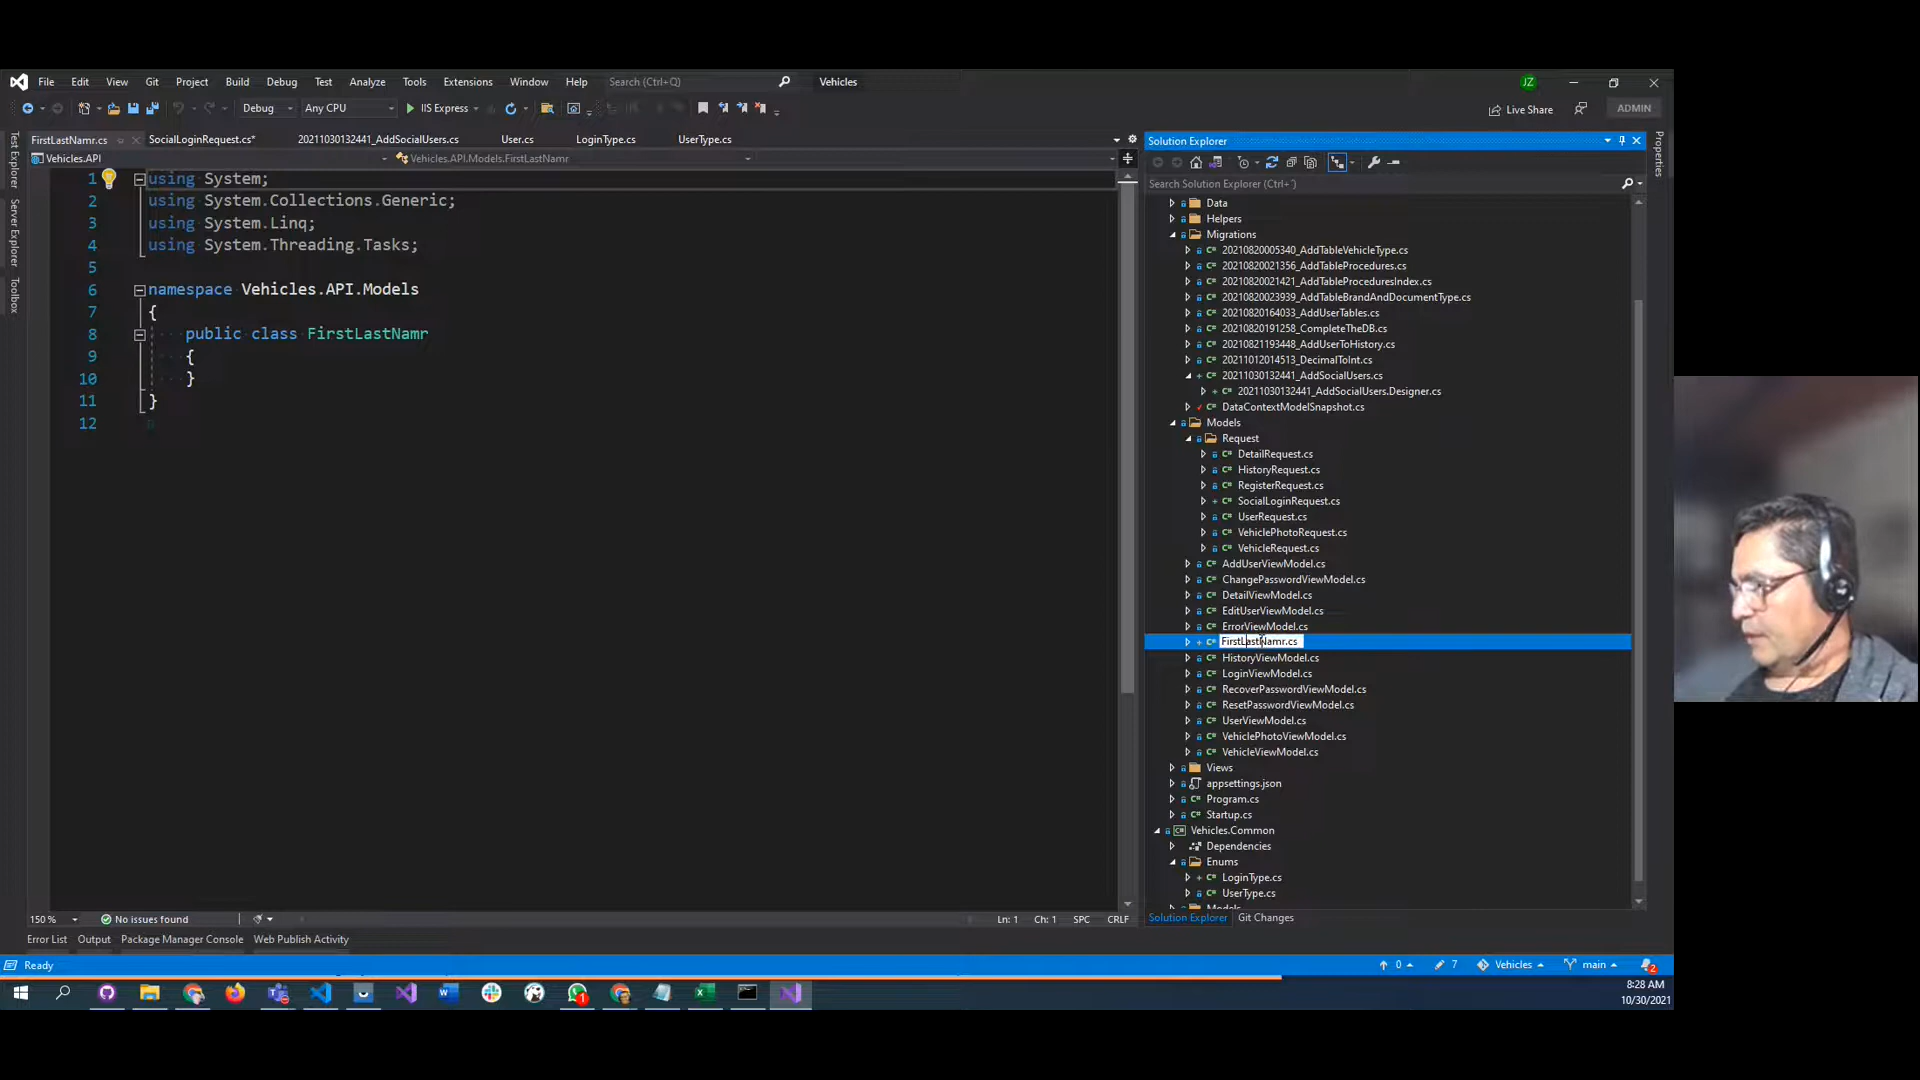 File Edit View Git Project Build Debug Test Analyze Tools Extensions Window Help Search (Ctrl+Q) Vehicles JZ
Debug Any CPU IIS Express Live Share ADMIN
FirstLastNamr.cs SocialLoginRequest.cs* 20211030132441_AddSocialUsers.cs User.cs LoginType.cs UserType.cs
Vehicles.API Vehicles.API.Models.FirstLastNamr
Test Explorer
Server Explorer
Toolbox
1 using System;
2 using System.Collections.Generic;
3 using System.Linq;
4 using System.Threading.Tasks;
5
6 namespace Vehicles.API.Models
7 {
8 public class FirstLastNamr
9 {
10 }
11 }
12
150 % No issues found Ln: 1 Ch: 1 SPC CRLF
Error List Output Package Manager Console Web Publish Activity
Solution Explorer
Search Solution Explorer (Ctrl+´)
Data
Helpers
Migrations
20210820005340_AddTableVehicleType.cs
20210820021356_AddTableProcedures.cs
20210820021421_AddTableProceduresIndex.cs
20210820023939_AddTableBrandAndDocumentType.cs
20210820164033_AddUserTables.cs
20210820191258_CompleteTheDB.cs
20210821193448_AddUserToHistory.cs
20211012014513_DecimalToInt.cs
20211030132441_AddSocialUsers.cs
20211030132441_AddSocialUsers.Designer.cs
DataContextModelSnapshot.cs
Models
Request
DetailRequest.cs
HistoryRequest.cs
RegisterRequest.cs
SocialLoginRequest.cs
UserRequest.cs
VehiclePhotoRequest.cs
VehicleRequest.cs
AddUserViewModel.cs
ChangePasswordViewModel.cs
DetailViewModel.cs
EditUserViewModel.cs
ErrorViewModel.cs
FirstLastNamr.cs
HistoryViewModel.cs
LoginViewModel.cs
RecoverPasswordViewModel.cs
ResetPasswordViewModel.cs
UserViewModel.cs
VehiclePhotoViewModel.cs
VehicleViewModel.cs
Views
appsettings.json
Program.cs
Startup.cs
Vehicles.Common
Dependencies
Enums
LoginType.cs
UserType.cs
Models
Solution Explorer Git Changes
Properties
Ready 0 7 Vehicles main 2
8:28 AM
10/30/2021